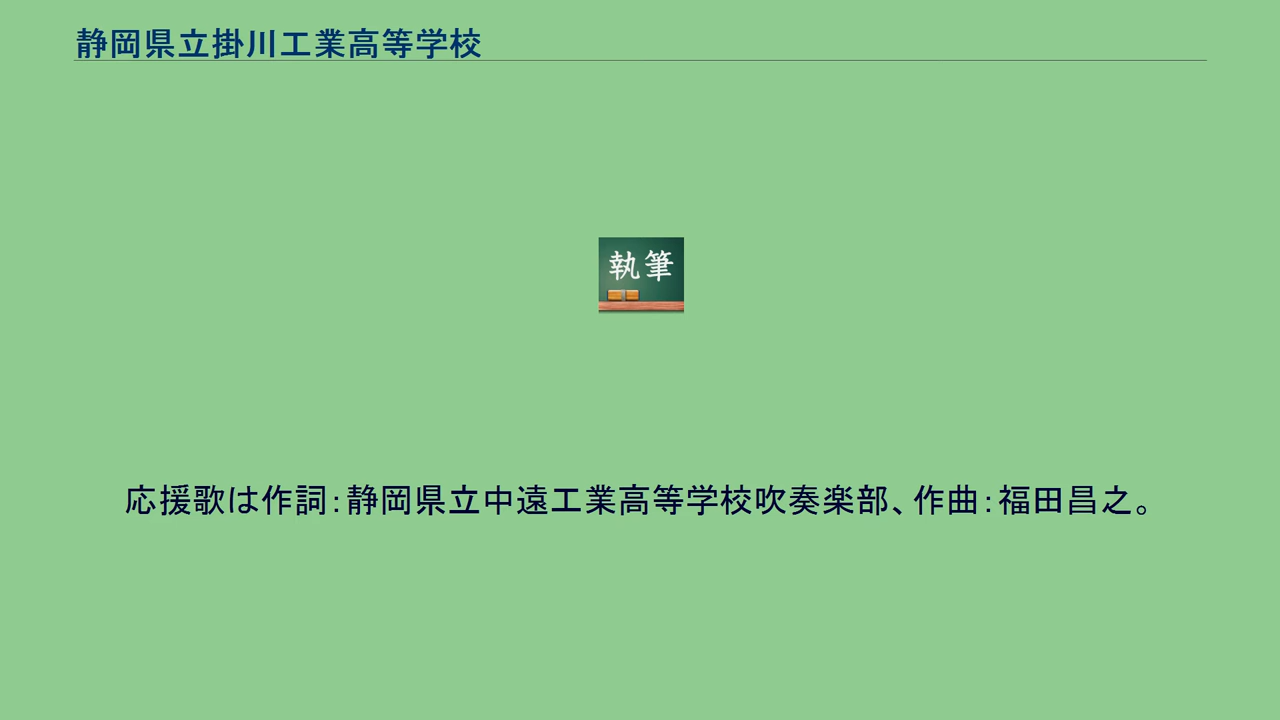 静岡県立掛川工業高等学校
執筆
応援歌は作詞：静岡県立中遠工業高等学校吹奏楽部、作曲：福田昌之。